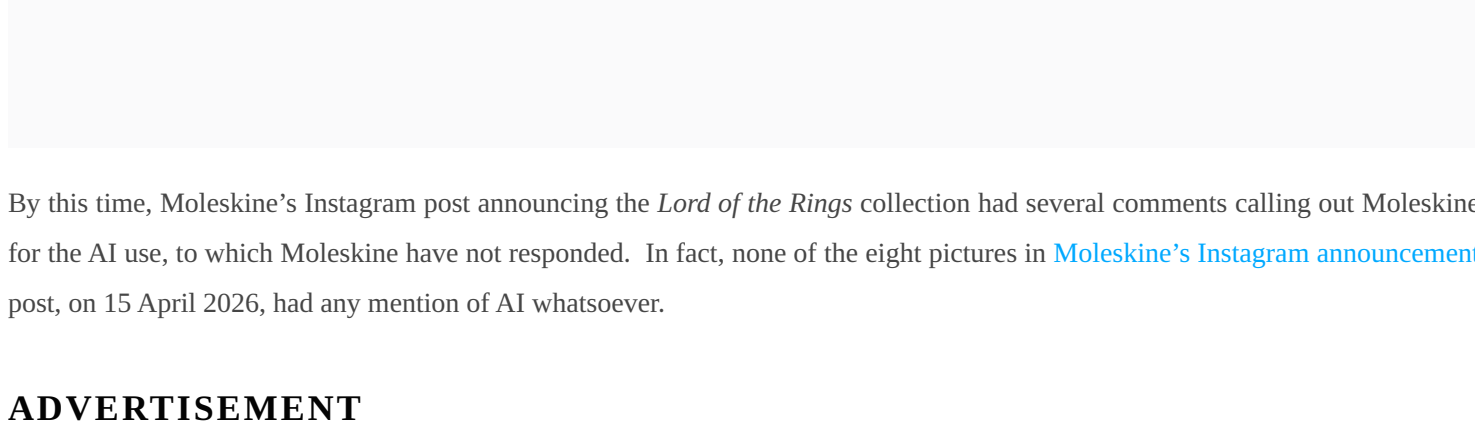 By this time, Moleskine’s Instagram post announcing the Lord of the Rings collection had several comments calling out Moleskine
for the AI use, to which Moleskine have not responded.  In fact, none of the eight pictures in Moleskine’s Instagram announcement
post, on 15 April 2026, had any mention of AI whatsoever.
ADVERTISEMENT